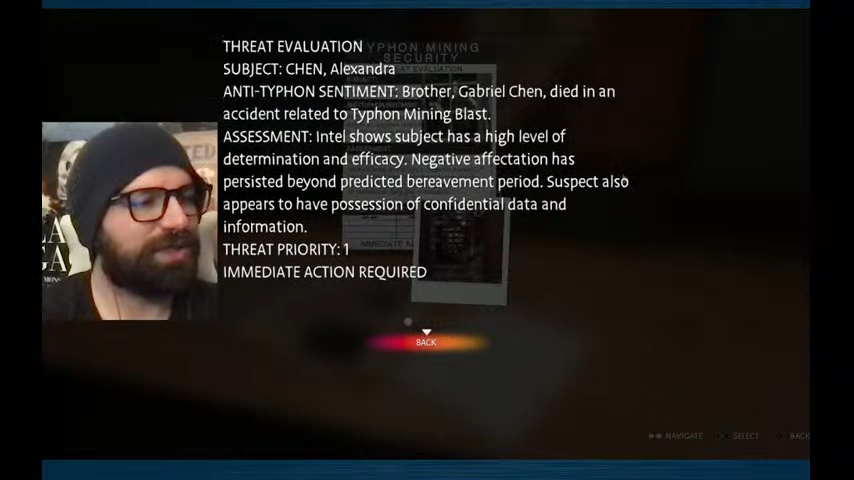 THREAT EVALUATION
TYPHON MINING
SECURITY
SUBJECT: CHEN, Alexandra
ANTI-TYPHON SENTIMENT: Brother, Gabriel Chen, died in an
accident related to Typhon Mining Blast.
ASSESSMENT: Intel shows subject has a high level of
determination and efficacy. Negative affectation has
persisted beyond predicted bereavement period. Suspect also
appears to have possession of confidential data and
information.
THREAT PRIORITY: 1
IMMEDIATE ACTION REQUIRED
BACK
NAVIGATE SELECT BACK